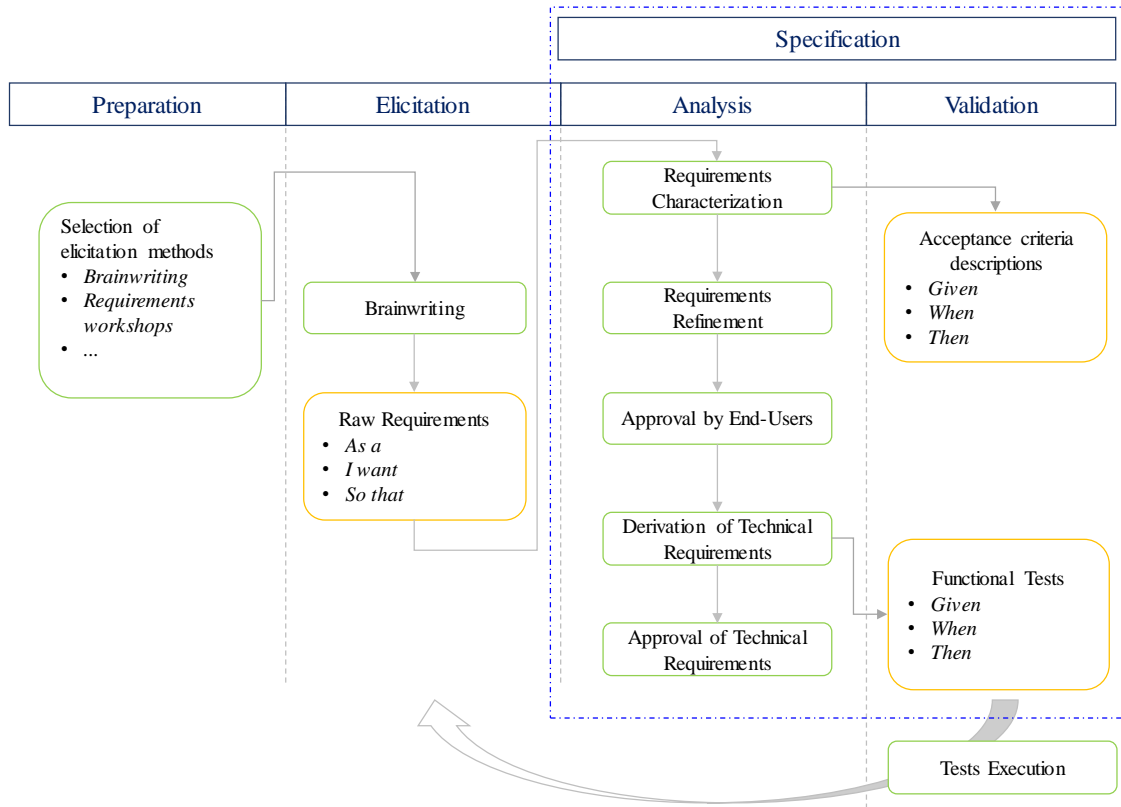 Specification
Preparation
Elicitation
Analysis
Validation
Selection of
elicitation methods
• Brainwriting
• Requirements
workshops
• ...
Brainwriting
Raw Requirements
• As a
• I want
• So that
Requirements
Characterization
Requirements
Refinement
Approval by End-Users
Derivation of Technical
Requirements
Approval of Technical
Requirements
Acceptance criteria
descriptions
• Given
• When
• Then
Functional Tests
• Given
• When
• Then
Tests Execution